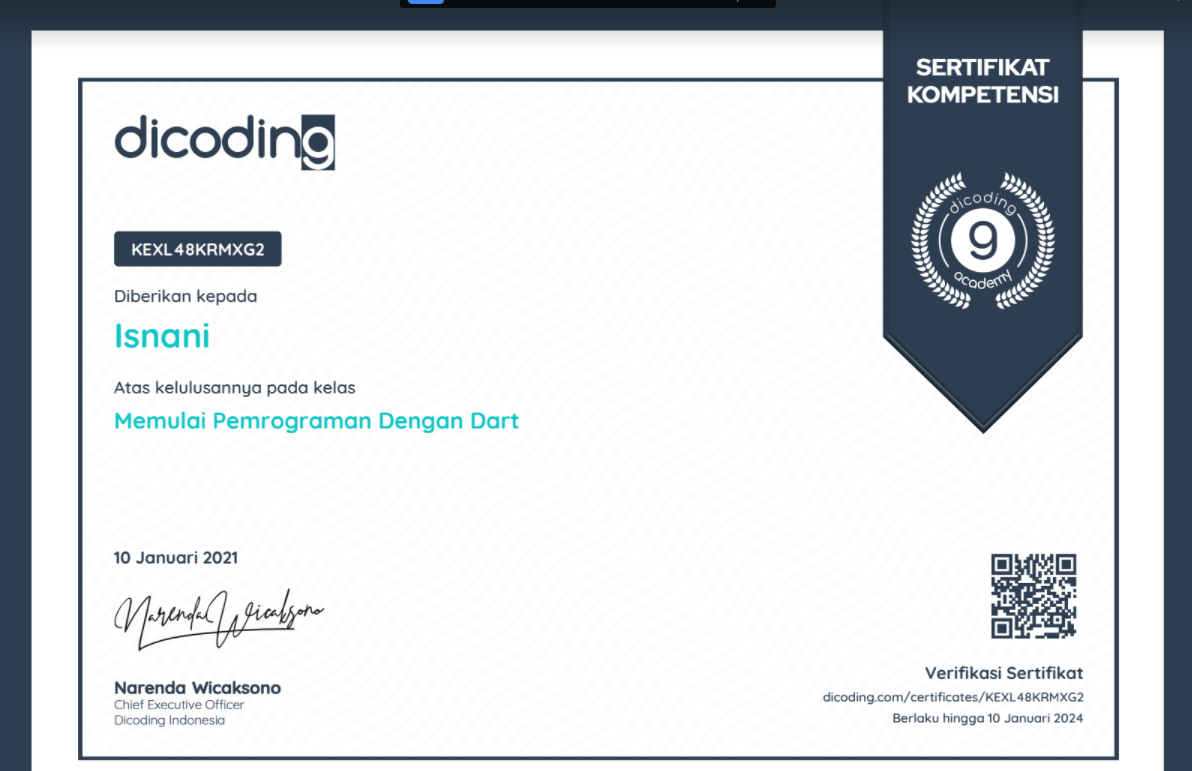 SERTIFIKAT
KOMPETENSI
dicoding
dicoding
9
academy
KEXL48KRMXG2
Diberikan kepada
Isnani
Atas kelulusannya pada kelas
Memulai Pemrograman Dengan Dart
10 Januari 2021
Narenda Wicaksono
Narenda Wicaksono
Chief Executive Officer
Dicoding Indonesia
Verifikasi Sertifikat
dicoding.com/certificates/KEXL48KRMXG2
Berlaku hingga 10 Januari 2024